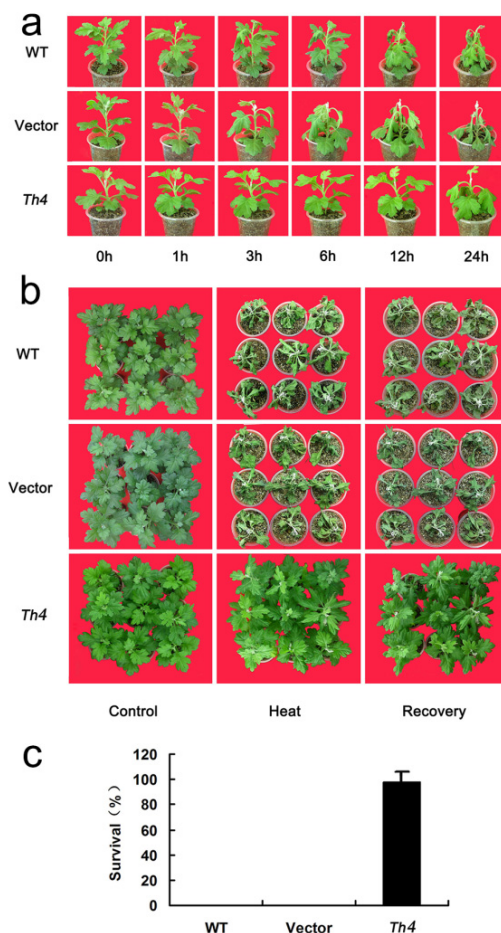 a
WT
Vector
Th4
0h 1h 3h 6h 12h 24h
b
WT
Vector
Th4
Control Heat Recovery
c
Survival（%）
120
100
80
60
40
20
0
WT Vector Th4